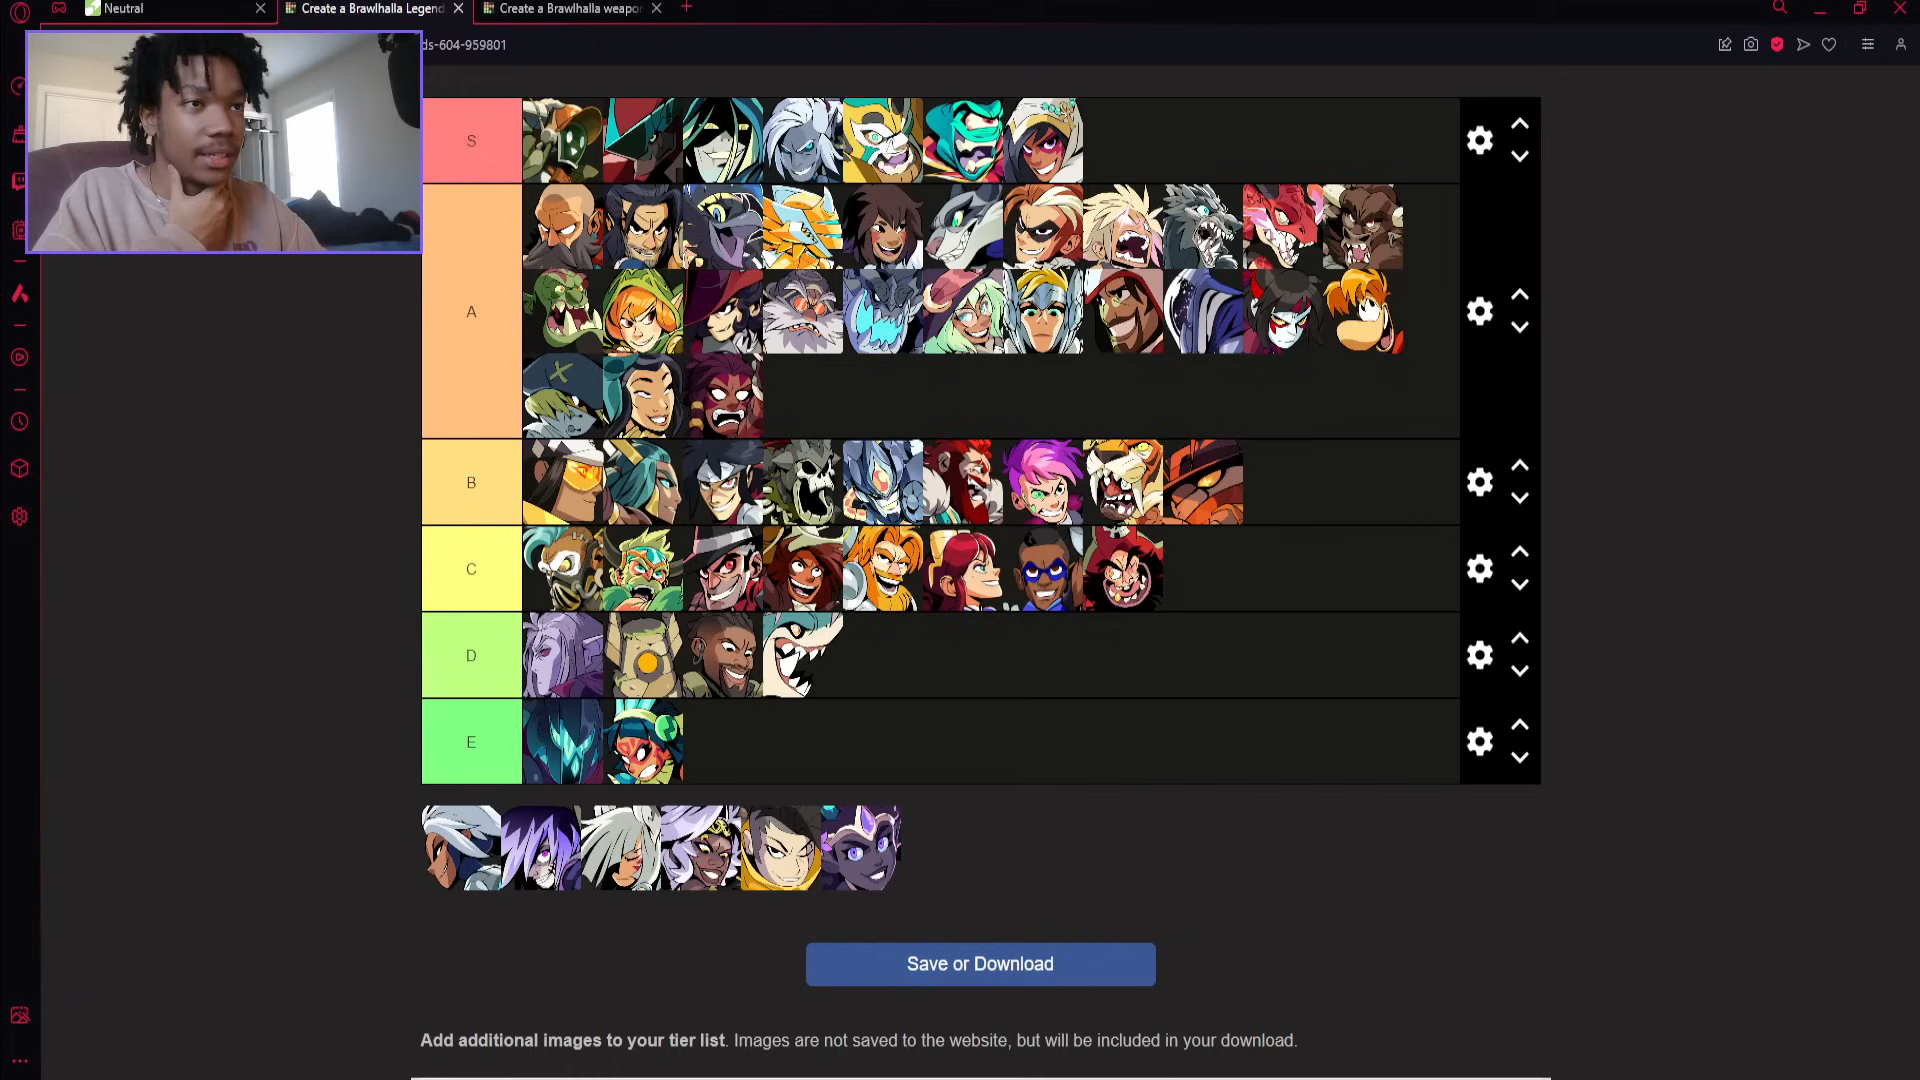 Neutral
Create a Brawlhalla Legend
Create a Brawlhalla weapor
ds-604-959801
S
A
B
C
D
E
Save or Download
Add additional images to your tier list. Images are not saved to the website, but will be included in your download.